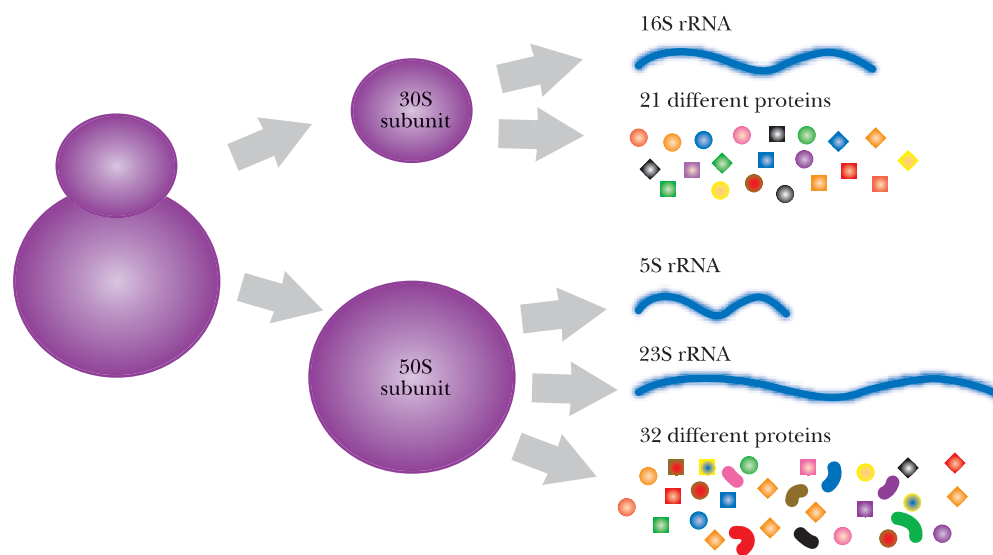 16S rRNA
21 different proteins
30S
subunit
5S rRNA
23S rRNA
50S
subunit
32 different proteins